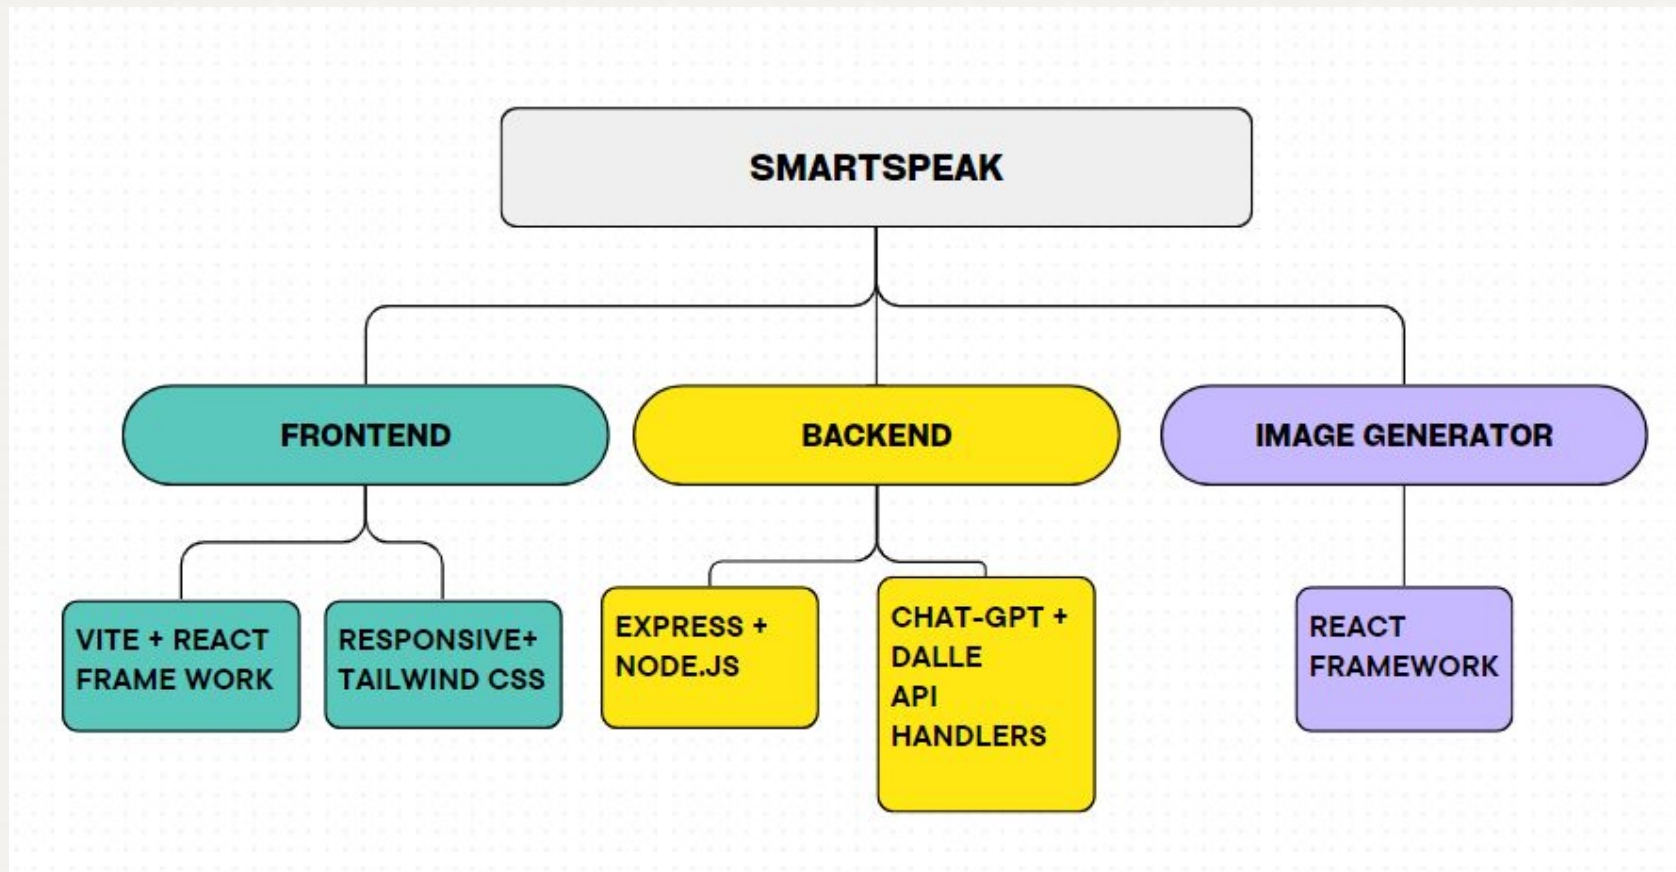 SMARTSPEAK
FRONTEND
BACKEND
IMAGE GENERATOR
VITE + REACT
FRAME WORK
RESPONSIVE+
TAILWIND CSS
EXPRESS +
NODE.JS
CHAT-GPT +
DALLE
API
HANDLERS
REACT
FRAMEWORK